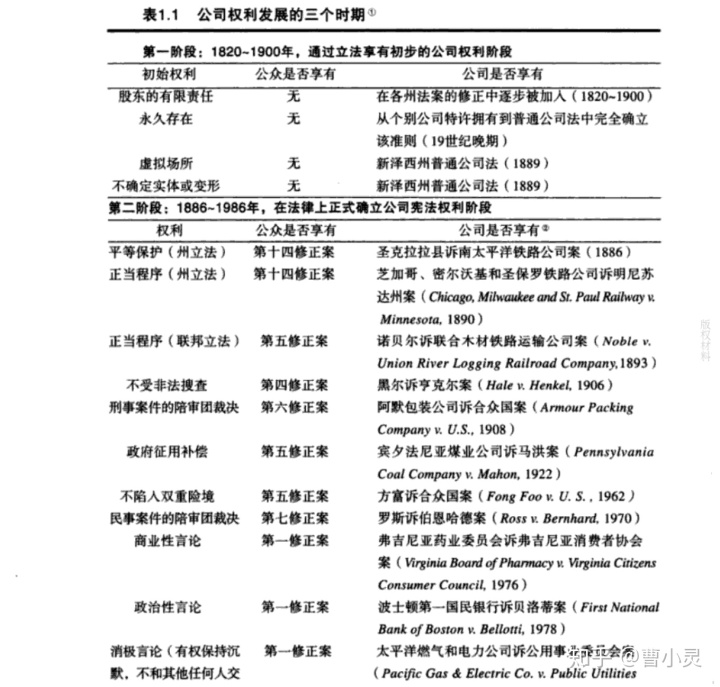 表1.1 公司权利发展的三个时期①
第一阶段：1820~1900年，通过立法享有初步的公司权利阶段
初始权利 公众是否享有 公司是否享有
股东的有限责任 无 在各州法案的修正中逐步被加入（1820~1900）
永久存在 无 从个别公司特许拥有到普通公司法中完全确立
该准则（19世纪晚期）
虚拟场所 无 新泽西州普通公司法（1889）
不确定实体或变形 无 新泽西州普通公司法（1889）
第二阶段：1886~1986年，在法律上正式确立公司宪法权利阶段
权利 公众是否享有 公司是否享有②
平等保护（州立法） 第十四修正案 圣克拉拉县诉南太平洋铁路公司案（1886）
正当程序（州立法） 第十四修正案 芝加哥、密尔沃基和圣保罗铁路公司诉明尼苏
达州案（Chicago, Milwaukee and St. Paul Railway v.
Minnesota, 1890）
正当程序（联邦立法） 第五修正案 诺贝尔诉联合木材铁路运输公司案（Noble v.
Union River Logging Railroad Company,1893）
不受非法搜查 第四修正案 黑尔诉亨克尔案（Hale v. Henkel, 1906）
刑事案件的陪审团裁决 第六修正案 阿默包装公司诉合众国案（Armour Packing
Company v. U.S., 1908）
政府征用补偿 第五修正案 宾夕法尼亚煤业公司诉马洪案（Pennsylvania
Coal Company v. Mahon, 1922）
不陷入双重险境 第五修正案 方富诉合众国案（Fong Foo v. U. S. , 1962）
民事案件的陪审团裁决 第七修正案 罗斯诉伯恩哈德案（Ross v. Bernhard, 1970）
商业性言论 第一修正案 弗吉尼亚药业委员会诉弗吉尼亚消费者协会
案（Virginia Board of Pharmacy v. Virginia Citizens
Consumer Council, 1976）
政治性言论 第一修正案 波士顿第一国民银行诉贝洛蒂案（First National
Bank of Boston v. Bellotti, 1978）
消极言论（有权保持沉 第一修正案 太平洋燃气和电力公司诉公用事
默，不和其他任何人交 （Pacific Gas & Electric Co. v. Public Utilities
版权材料
知乎 @曹小灵